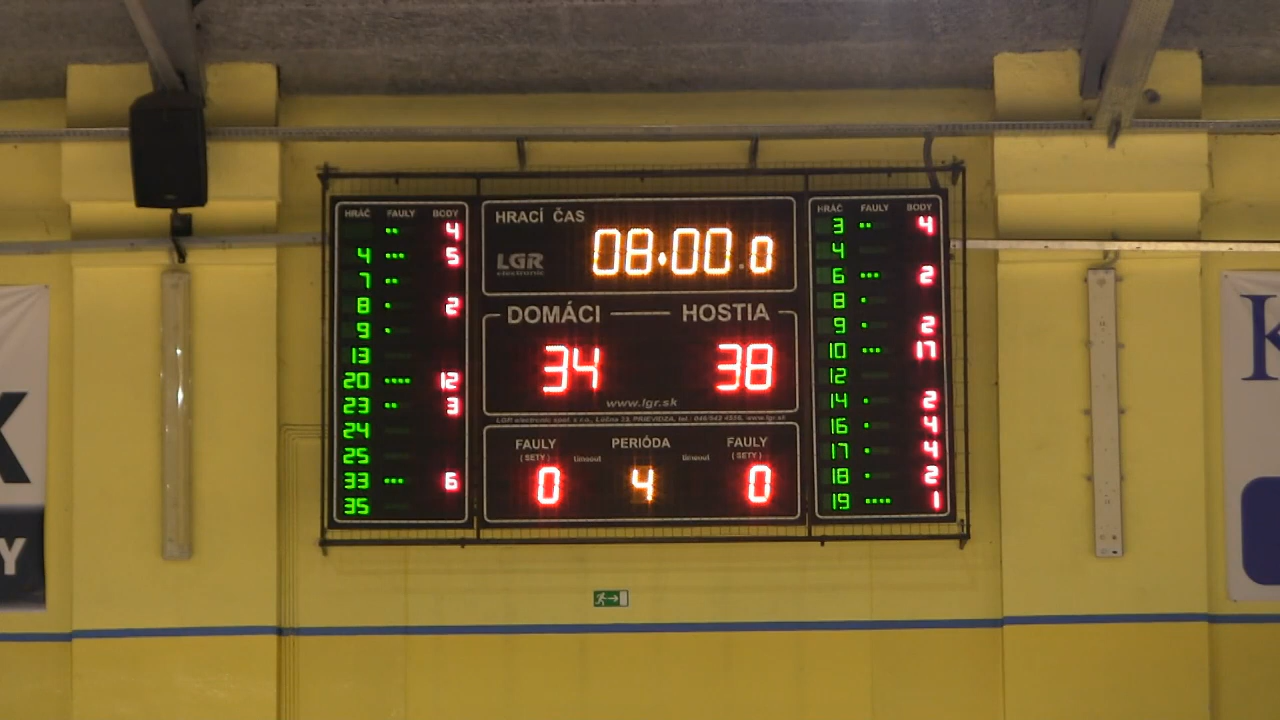 HRÁČ FAULY BODY
•• 4
4 ••• 5
7 ••
8 • 2
9 •
13
20 •••• 12
23 •• 3
24
25
33 ••• 6
35
HRACÍ ČAS
LGR
electronic
08:00.0
DOMÁCI HOSTIA
34 38
www.lgr.sk
FAULY PERIÓDA FAULY
(SETY) timeout timeout (SETY)
0 4 0
HRÁČ FAULY BODY
3 •• 4
4
6 ••• 2
8 •
9 • 2
10 ••• 17
12
14 • 2
16 • 4
17 • 4
18 • 2
19 •••• 1
K
Y
K